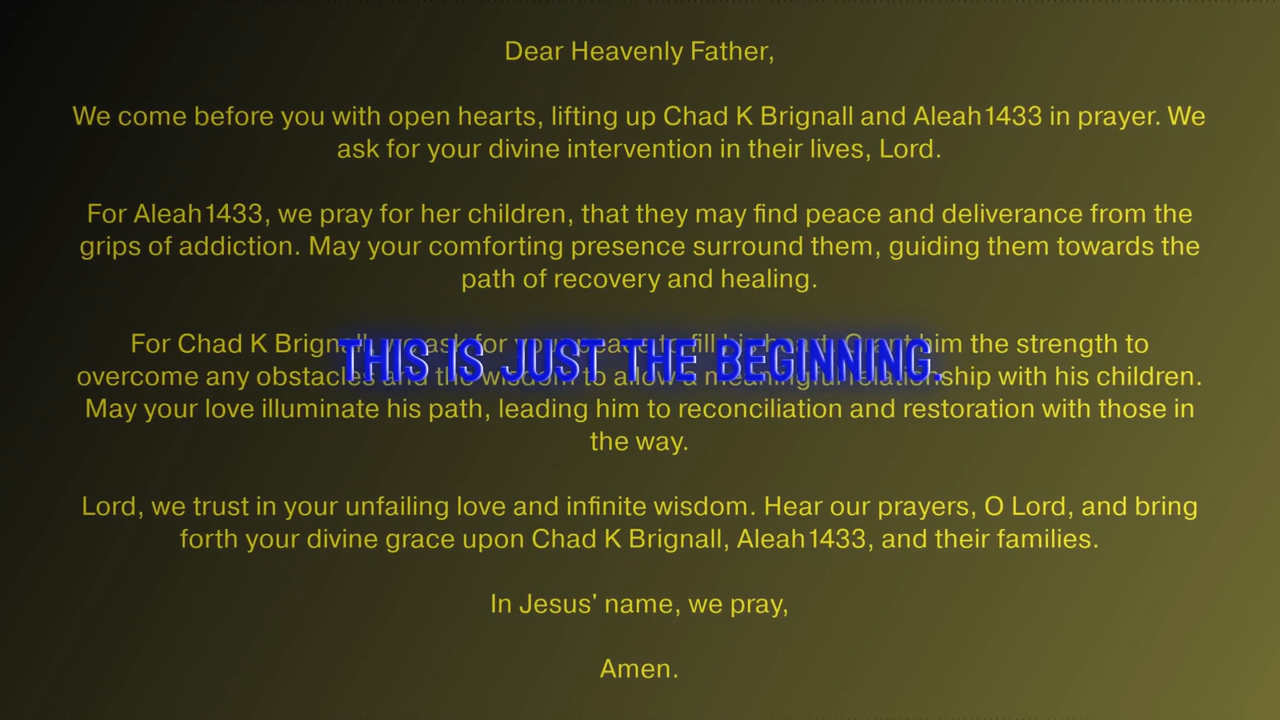 Dear Heavenly Father,
We come before you with open hearts, lifting up Chad K Brignall and Aleah1433 in prayer. We
ask for your divine intervention in their lives, Lord.
For Aleah1433, we pray for her children, that they may find peace and deliverance from the
grips of addiction. May your comforting presence surround them, guiding them towards the
path of recovery and healing.
For Chad K Brignall, we ask for your peace to fill his heart. Grant him the strength to
THIS IS JUST THE BEGINNING.
overcome any obstacles and the wisdom to allow a meaningful relationship with his children.
May your love illuminate his path, leading him to reconciliation and restoration with those in
the way.
Lord, we trust in your unfailing love and infinite wisdom. Hear our prayers, O Lord, and bring
forth your divine grace upon Chad K Brignall, Aleah1433, and their families.
In Jesus' name, we pray,
Amen.